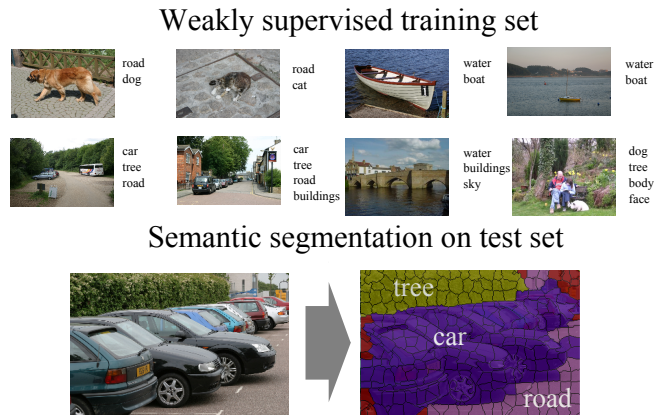 Weakly supervised training set
road
dog
road
cat
water
boat
water
boat
car
tree
road
car
tree
road
buildings
water
buildings
sky
dog
tree
body
face
Semantic segmentation on test set
tree
car
road